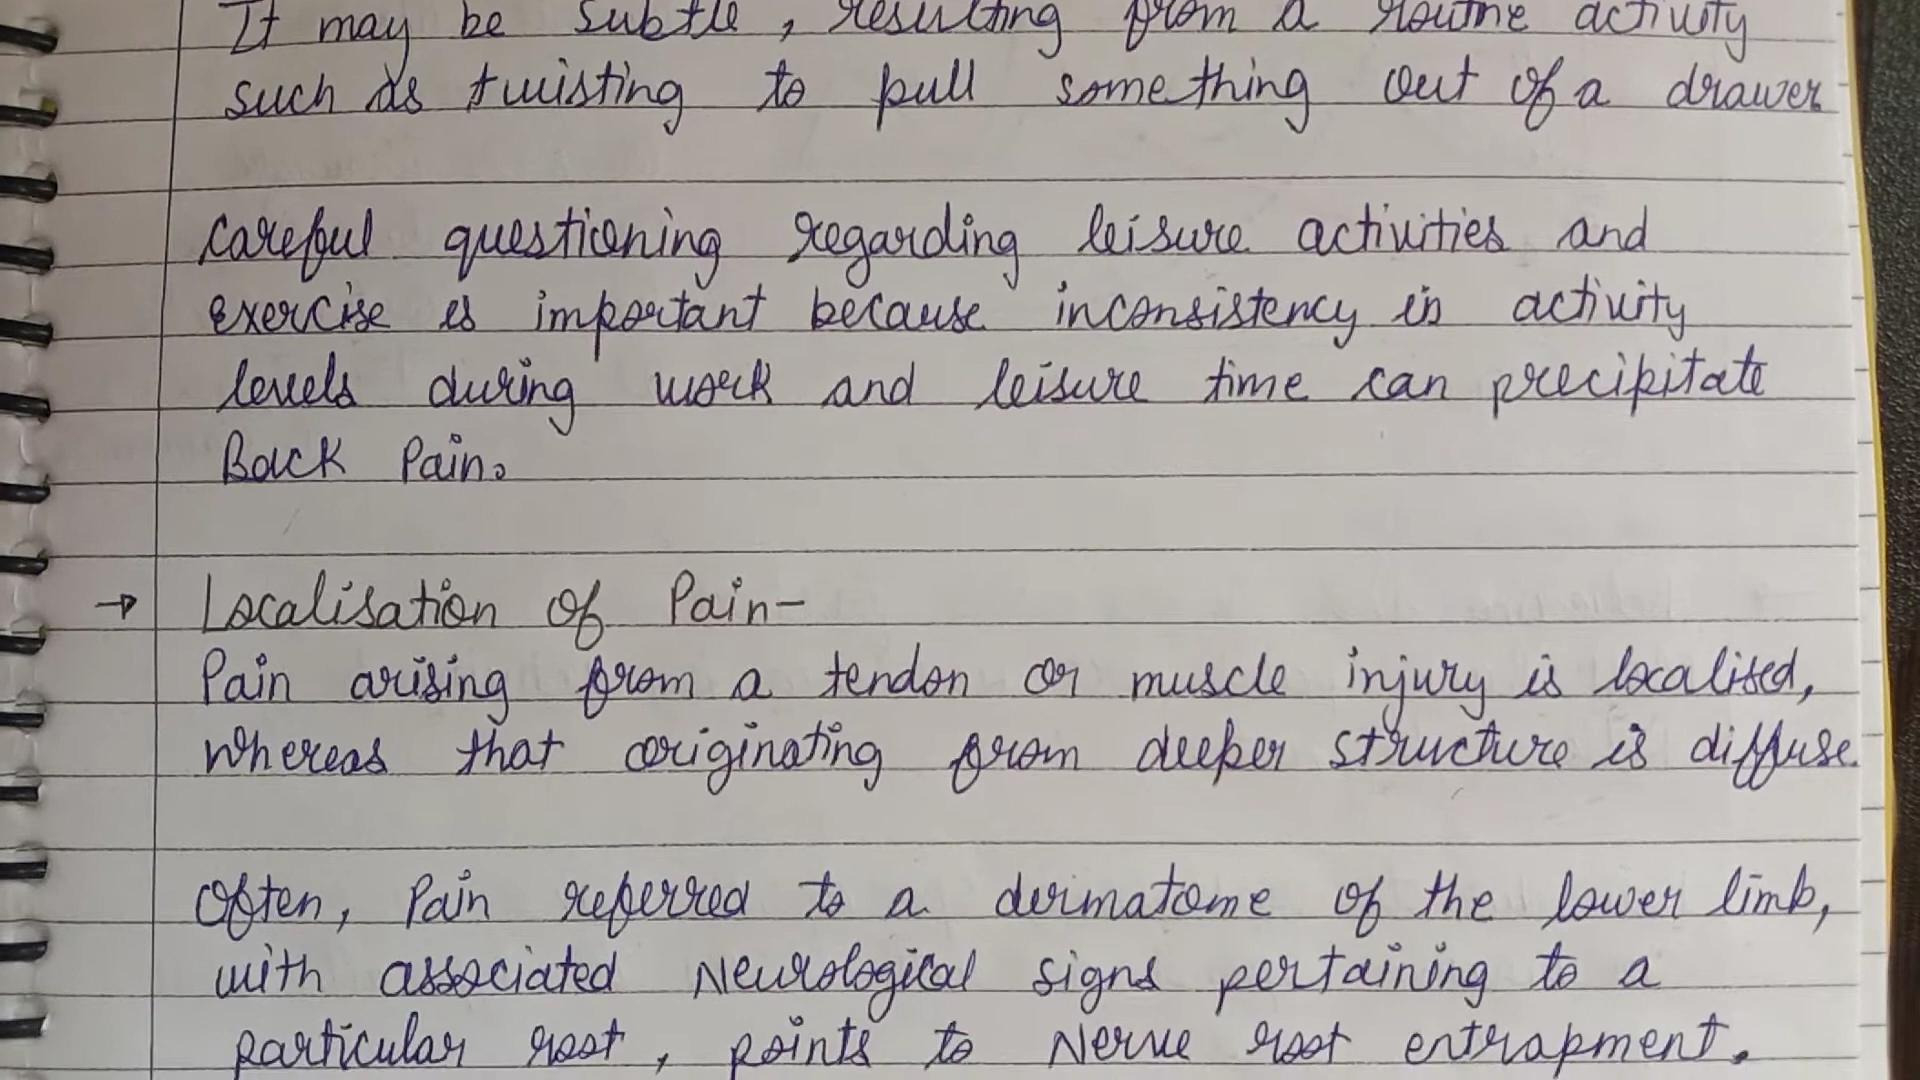 It may be subtle, resulting from a routine activity
such as twisting to pull something out of a drawer
Careful questioning regarding leisure activities and
exercise is important because inconsistency in activity
levels during work and leisure time can precipitate
Back Pain.
→ Localisation of Pain-
Pain arising from a tendon or muscle injury is localised,
whereas that originating from deeper structure is diffuse.
Often, Pain referred to a dermatome of the lower limb,
with associated Neurological signs pertaining to a
particular root, points to Nerve root entrapment.